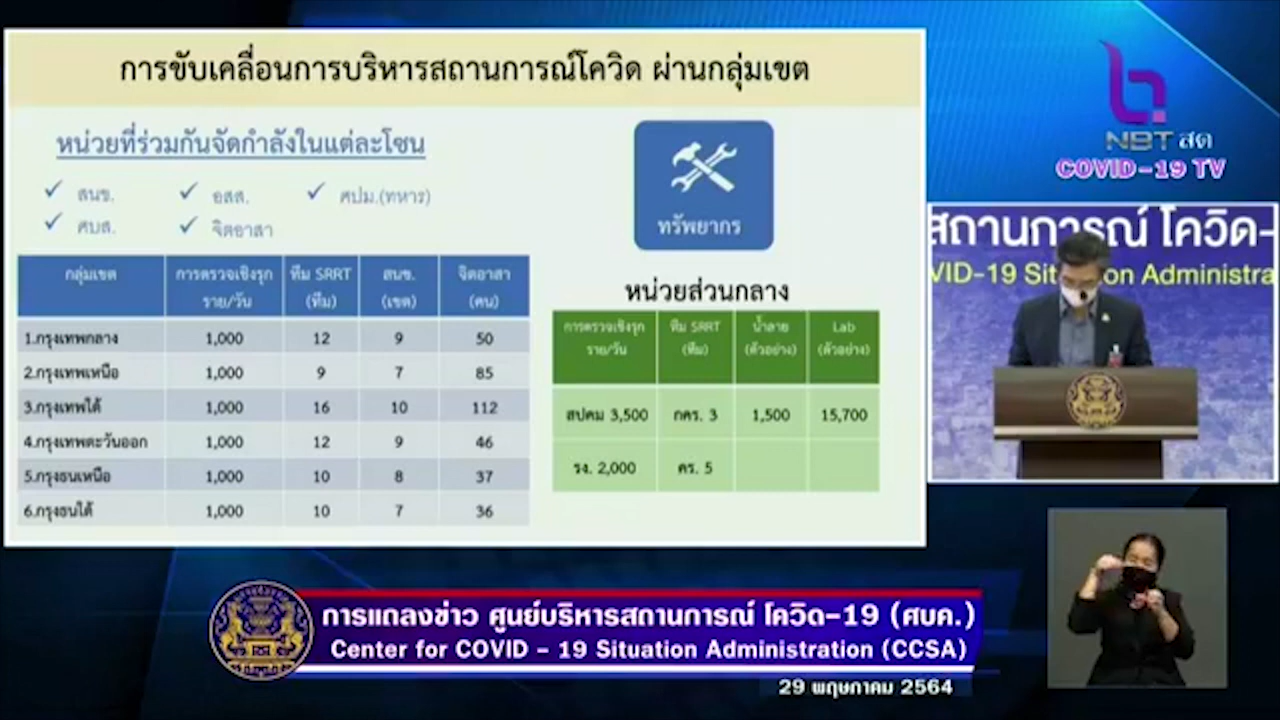 การขับเคลื่อนการบริหารสถานการณ์โควิด ผ่านกลุ่มเขต
หน่วยที่ร่วมกันจัดกำลังในแต่ละโซน
✓ สนข. ✓ อสส. ✓ ศปม.(ทหาร)
✓ ศบส. ✓ จิตอาสา
กลุ่มเขต การตรวจเชิงรุก ราย/วัน ทีม SRRT (ทีม) สนข. (เขต) จิตอาสา (คน)
1.กรุงเทพกลาง 1,000 12 9 50
2.กรุงเทพเหนือ 1,000 9 7 85
3.กรุงเทพใต้ 1,000 16 10 112
4.กรุงเทพตะวันออก 1,000 12 9 46
5.กรุงธนเหนือ 1,000 10 8 37
6.กรุงธนใต้ 1,000 10 7 36
ทรัพยากร
หน่วยส่วนกลาง
การตรวจเชิงรุก ราย/วัน ทีม SRRT (ทีม) น้ำลาย (ตัวอย่าง) Lab (ตัวอย่าง)
สปคม 3,500 กคร. 3 1,500 15,700
รง. 2,000 คร. 5
NBT สด
COVID-19 TV
สถานการณ์ โควิด-
VID-19 Situation Administra
การแถลงข่าว ศูนย์บริหารสถานการณ์ โควิด-19 (ศบค.)
Center for COVID - 19 Situation Administration (CCSA)
29 พฤษภาคม 2564